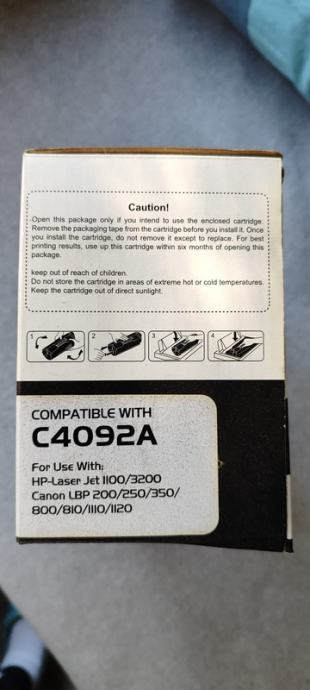 Caution!
Open this package only if you intend to use the enclosed cartridge.
Remove the packaging tape from the cartridge before you install it. Once
you install the cartridge, do not remove it except to replace. For best
printing results, use up this cartridge within six months of opening this
package.
keep out of reach of children.
Do not store the cartridge in areas of extreme hot or cold temperatures.
Keep the cartridge out of direct sunlight.
1 2 3 4
COMPATIBLE WITH
C4092A
For Use With:
HP-Laser Jet 1100/3200
Canon LBP 200/250/350/
800/810/1110/1120